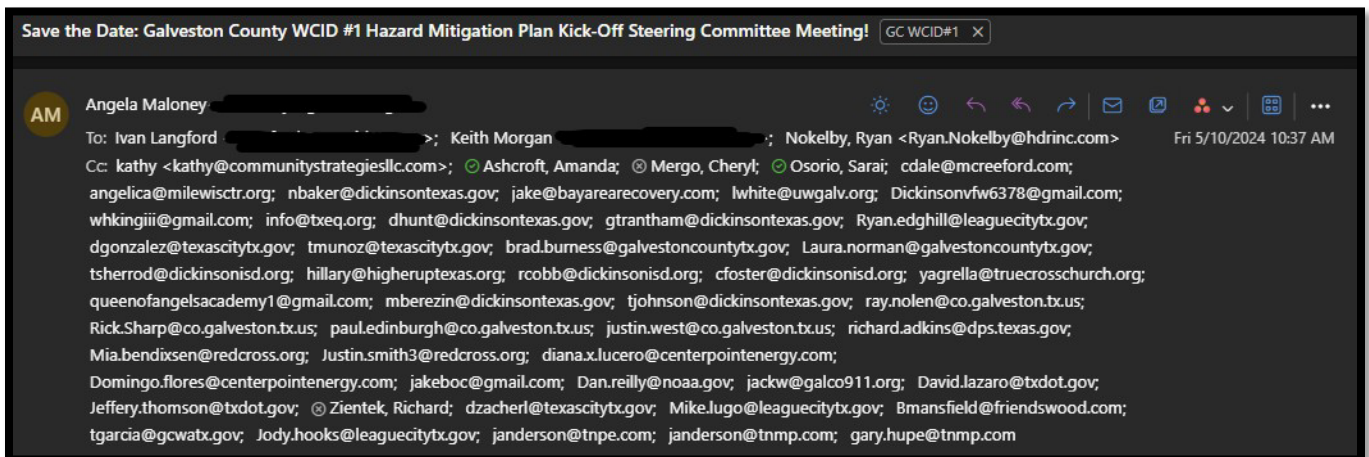 Save the Date: Galveston County WCID #1 Hazard Mitigation Plan Kick-Off Steering Committee Meeting! GC WCID#1 X
AM
Angela Maloney
To: Ivan Langford >; Keith Morgan >; Nokelby, Ryan <Ryan.Nokelby@hdrinc.com> Fri 5/10/2024 10:37 AM
Cc: kathy <kathy@communitystrategiesllc.com>; Ashcroft, Amanda; Mergo, Cheryl; Osorio, Sarai; cdale@mcreeford.com;
angelica@milewisctr.org; nbaker@dickinsontexas.gov; jake@bayarearecovery.com; lwhite@uwgalv.org; Dickinsonvfw6378@gmail.com;
whkingiii@gmail.com; info@txeq.org; dhunt@dickinsontexas.gov; gtrantham@dickinsontexas.gov; Ryan.edghill@leaguecitytx.gov;
dgonzalez@texascitytx.gov; tmunoz@texascitytx.gov; brad.burness@galvestoncountytx.gov; Laura.norman@galvestoncountytx.gov;
tsherrod@dickinsonisd.org; hillary@higheruptexas.org; rcobb@dickinsonisd.org; cfoster@dickinsonisd.org; yagrella@truecrosschurch.org;
queenofangelsacademy1@gmail.com; mberezin@dickinsontexas.gov; tjohnson@dickinsontexas.gov; ray.nolen@co.galveston.tx.us;
Rick.Sharp@co.galveston.tx.us; paul.edinburgh@co.galveston.tx.us; justin.west@co.galveston.tx.us; richard.adkins@dps.texas.gov;
Mia.bendixsen@redcross.org; Justin.smith3@redcross.org; diana.x.lucero@centerpointenergy.com;
Domingo.flores@centerpointenergy.com; jakeboc@gmail.com; Dan.reilly@noaa.gov; jackw@galco911.org; David.lazaro@txdot.gov;
Jeffery.thomson@txdot.gov; Zientek, Richard; dzacherl@texascitytx.gov; Mike.lugo@leaguecitytx.gov; Bmansfield@friendswood.com;
tgarcia@gcwatx.gov; Jody.hooks@leaguecitytx.gov; janderson@tnpe.com; janderson@tnmp.com; gary.hupe@tnmp.com